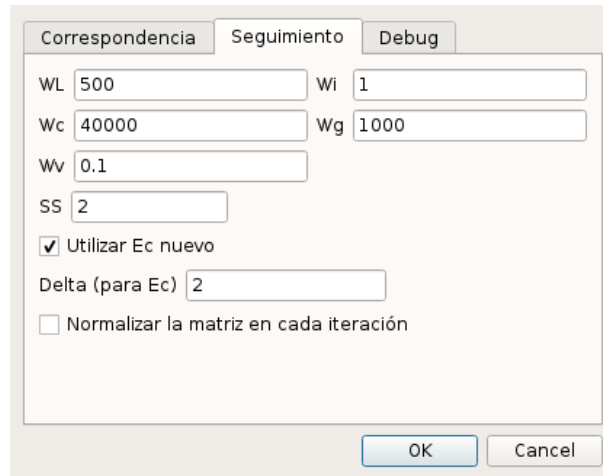 Correspondencia Seguimiento Debug
WL 500 Wi 1
Wc 40000 Wg 1000
Wv 0.1
SS 2
Utilizar Ec nuevo
Delta (para Ec) 2
Normalizar la matriz en cada iteración
OK Cancel